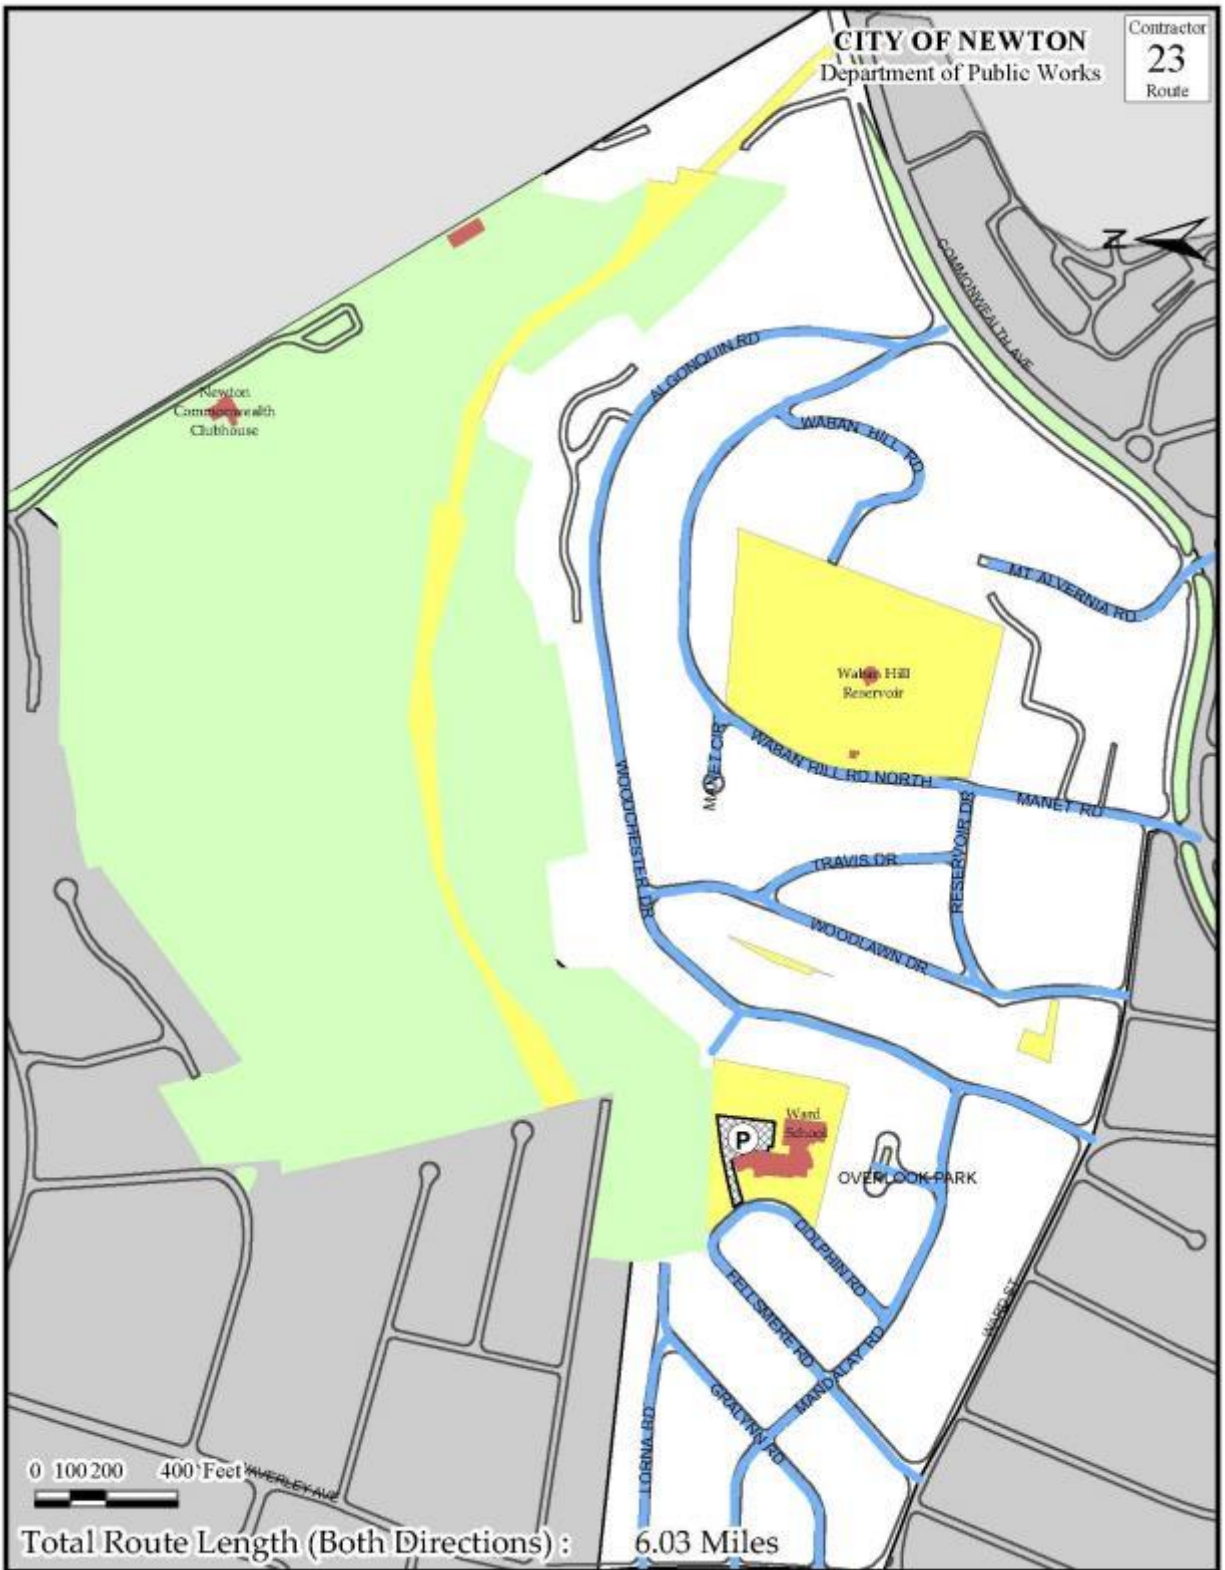 CITY OF NEWTON
Department of Public Works
Contractor
23
Route
N
COMMONWEALTH AVE
ALGONQUIN RD
Newton
Commonwealth
Clubhouse
WABAN HILL RD
MT ALVERNIA RD
Waban Hill
Reservoir
MANET CIR
WABAN HILL RD NORTH
MANET RD
WOODCHESTER DR
TRAVIS DR
RESERVOIR DR
WOODLAWN DR
Ward
School
P
OVERLOOK PARK
DOLPHIN RD
FELLSMERE RD
WARD ST
MANDALAY RD
GRALYNN RD
LORNA RD
0 100 200 400 Feet
WAVERLEY AVE
Total Route Length (Both Directions) : 6.03 Miles